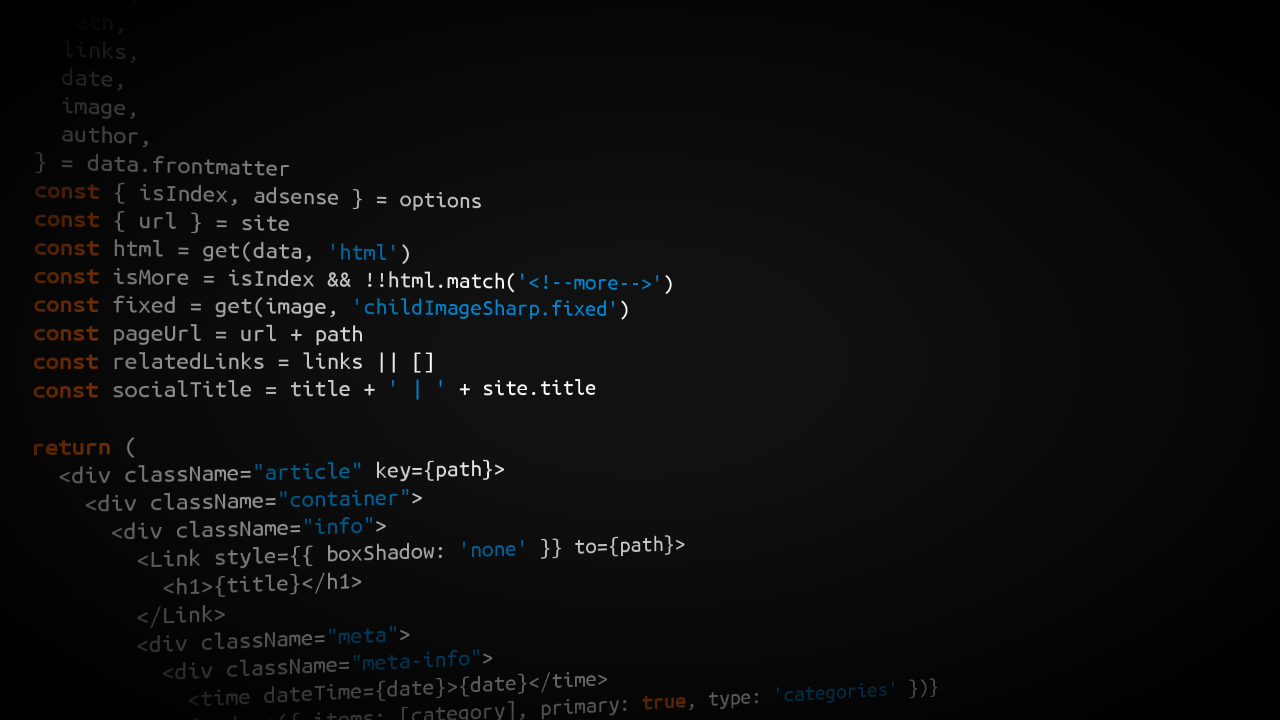 path,
links,
date,
image,
author,
} = data.frontmatter
const { isIndex, adsense } = options
const { url } = site
const html = get(data, 'html')
const isMore = isIndex && !!html.match('<!--more-->')
const fixed = get(image, 'childImageSharp.fixed')
const pageUrl = url + path
const relatedLinks = links || []
const socialTitle = title + ' | ' + site.title
return (
<div className="article" key={path}>
<div className="container">
<div className="info">
<Link style={{ boxShadow: 'none' }} to={path}>
<h1>{title}</h1>
</Link>
<div className="meta">
<div className="meta-info">
<time dateTime={date}>{date}</time>
items: [category], primary: true, type: 'categories' })}